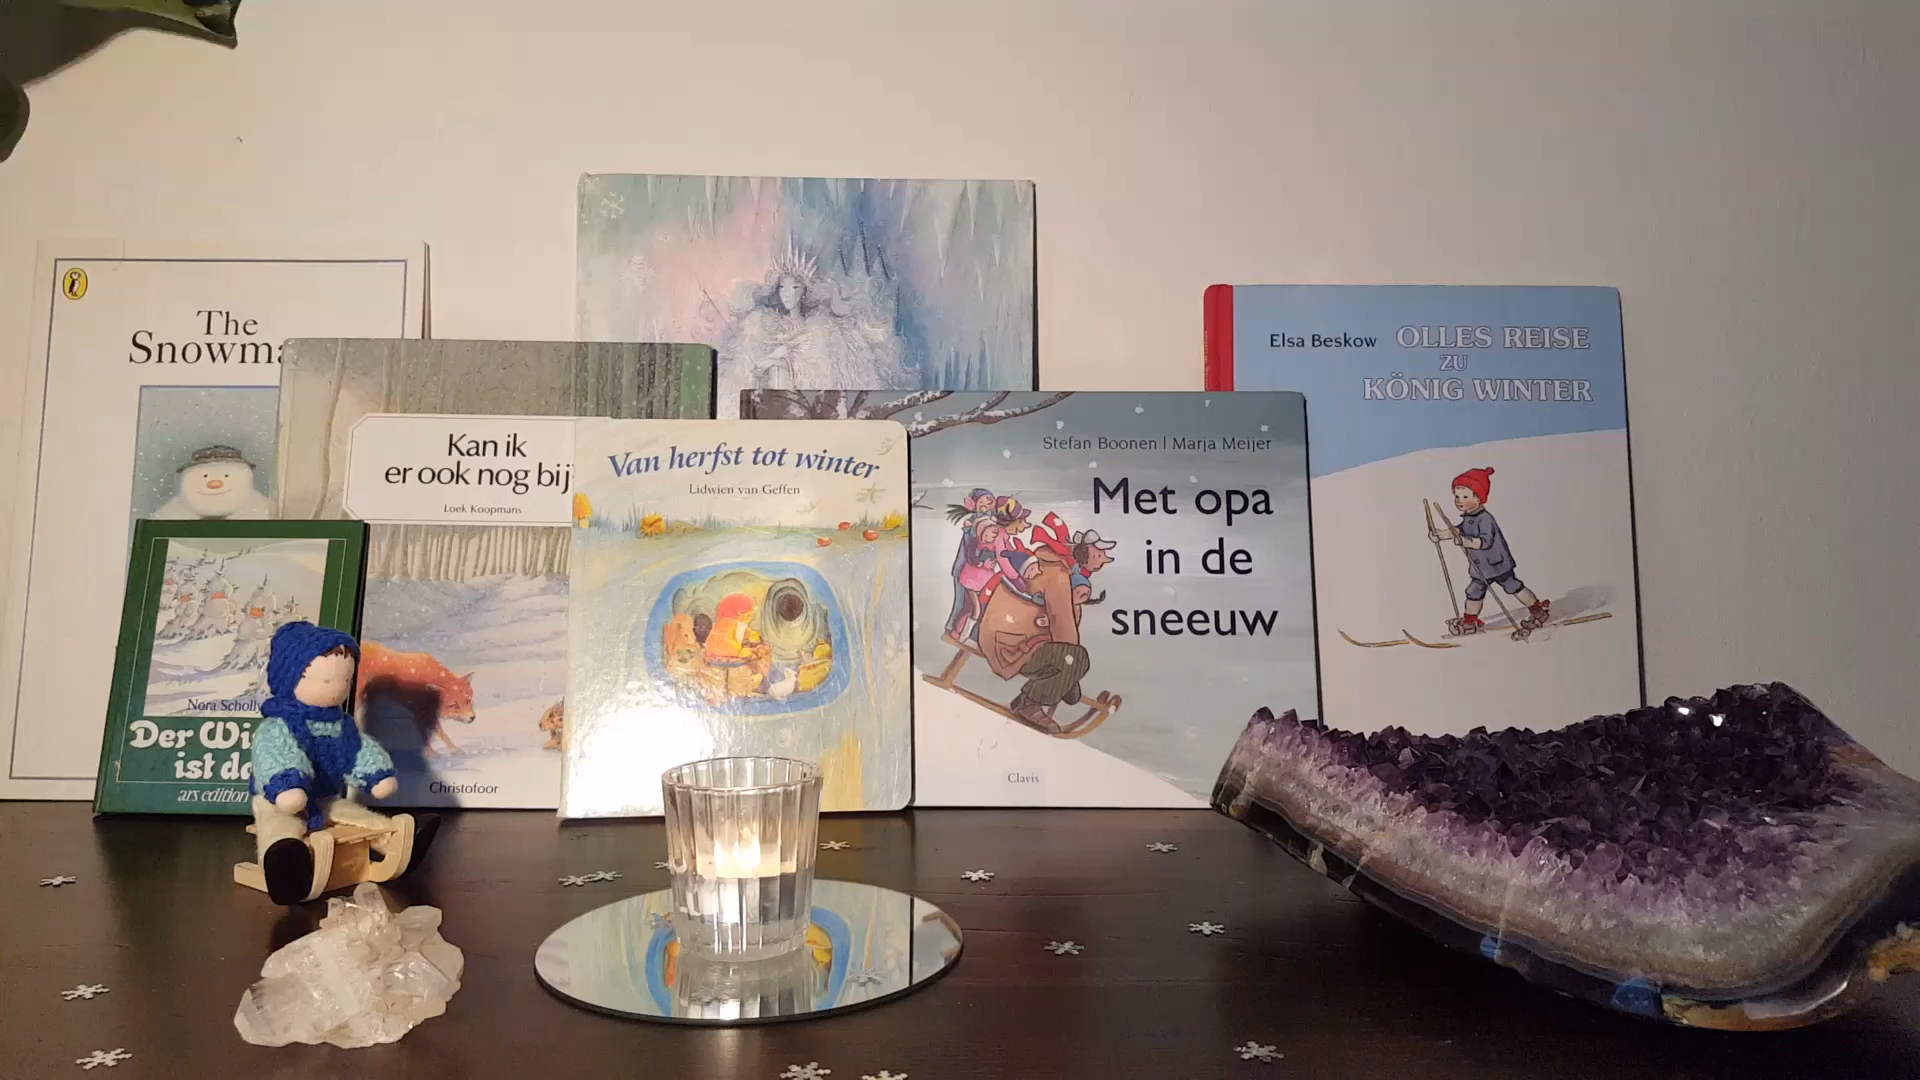 The
Snowma
Kan ik
er ook nog bij
Loek Koopmans
Christofoor
Nora Scholly
Der Wi
ist da
ars edition
Van herfst tot winter
Lidwien van Geffen
Stefan Boonen | Marja Meijer
Met opa
in de
sneeuw
Clavis
Elsa Beskow
OLLES REISE
ZU
KÖNIG WINTER